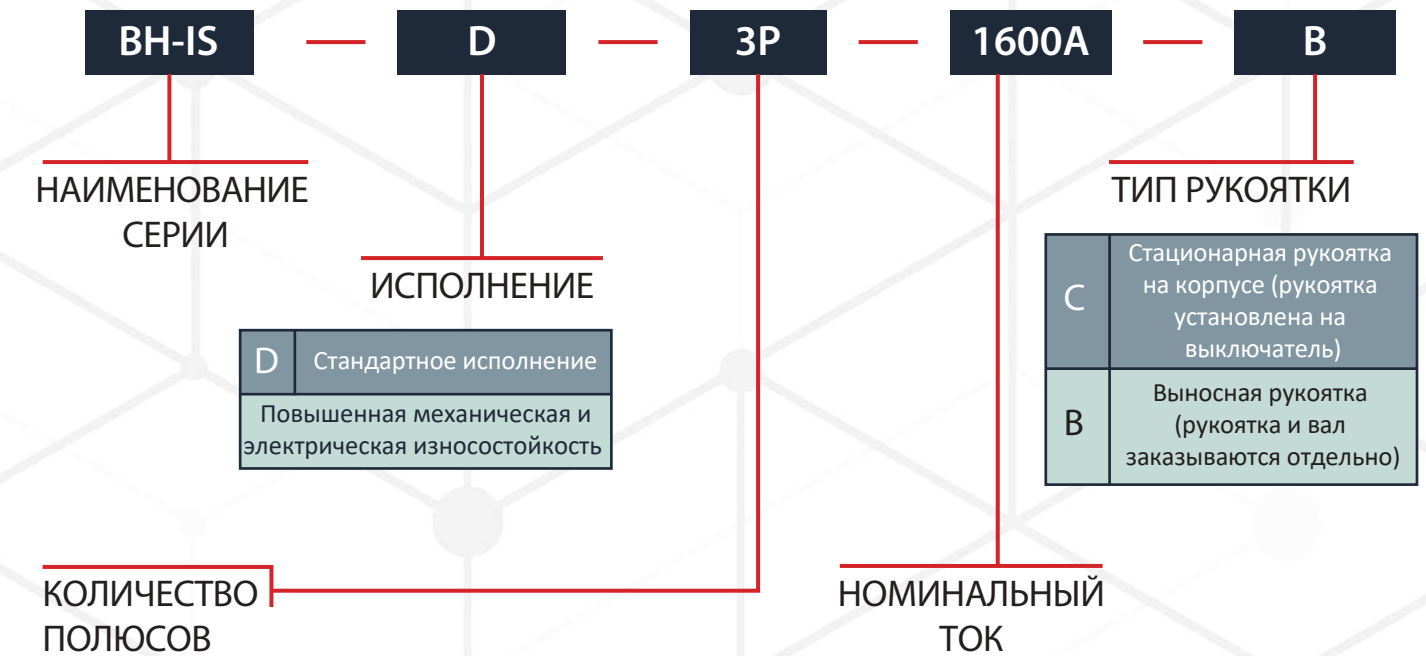 BH-IS — D — 3P — 1600A — B
НАИМЕНОВАНИЕ
СЕРИИ
ИСПОЛНЕНИЕ
D Стандартное исполнение
Повышенная механическая и
электрическая износостойкость
ТИП РУКОЯТКИ
C Стационарная рукоятка
на корпусе (рукоятка
установлена на
выключатель)
B Выносная рукоятка
(рукоятка и вал
заказываются отдельно)
КОЛИЧЕСТВО
ПОЛЮСОВ
НОМИНАЛЬНЫЙ
ТОК